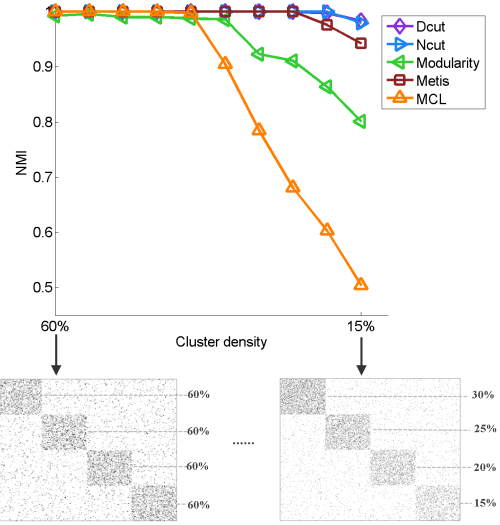 1
Dcut
Ncut
Modularity
Metis
MCL
0.9
0.8
0.7
0.6
0.5
NMI
60%
15%
Cluster density
60%
60%
60%
60%
......
30%
25%
20%
15%